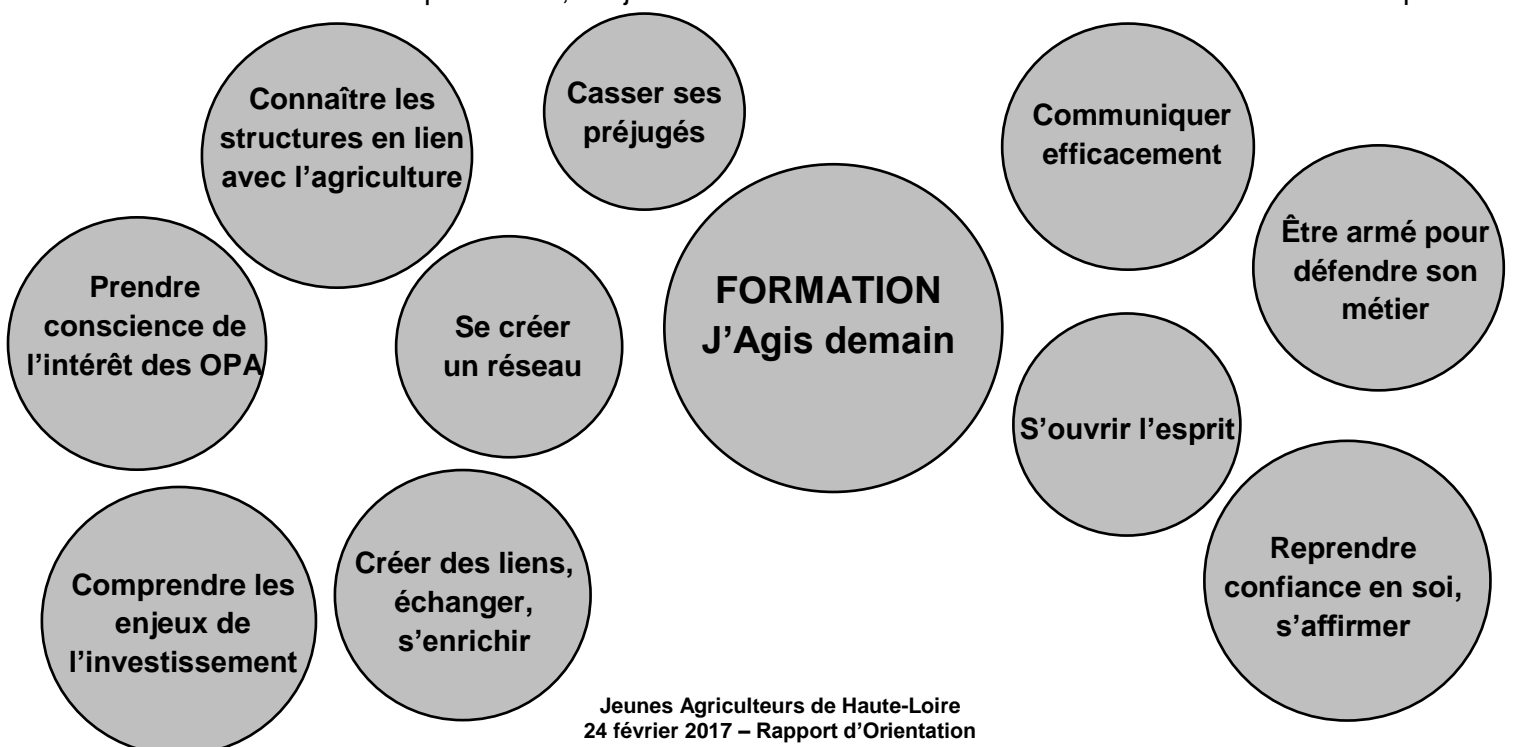 Connaître les
structures en lien
avec l’agriculture
Casser ses
préjugés
Communiquer
efficacement
Être armé pour
défendre son
métier
Prendre
conscience de
l’intérêt des OPA
Se créer
un réseau
FORMATION
J’Agis demain
S’ouvrir l’esprit
Comprendre les
enjeux de
l’investissement
Créer des liens,
échanger,
s’enrichir
Reprendre
confiance en soi,
s’affirmer
Jeunes Agriculteurs de Haute-Loire
24 février 2017 – Rapport d’Orientation